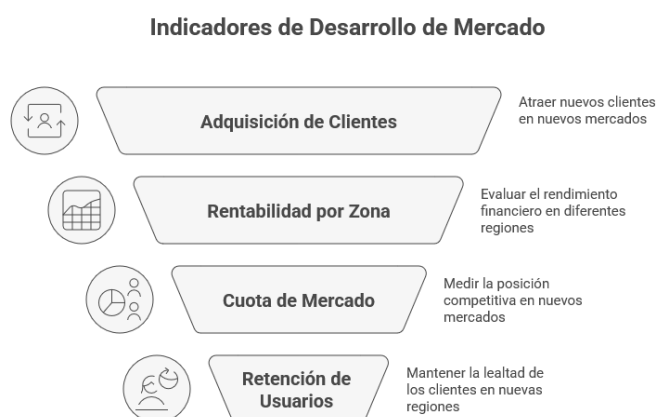 Indicadores de Desarrollo de Mercado
Adquisición de Clientes
Atraer nuevos clientes
en nuevos mercados
Rentabilidad por Zona
Evaluar el rendimiento
financiero en diferentes
regiones
Cuota de Mercado
Medir la posición
competitiva en nuevos
mercados
Retención de
Usuarios
Mantener la lealtad de
los clientes en nuevas
regiones